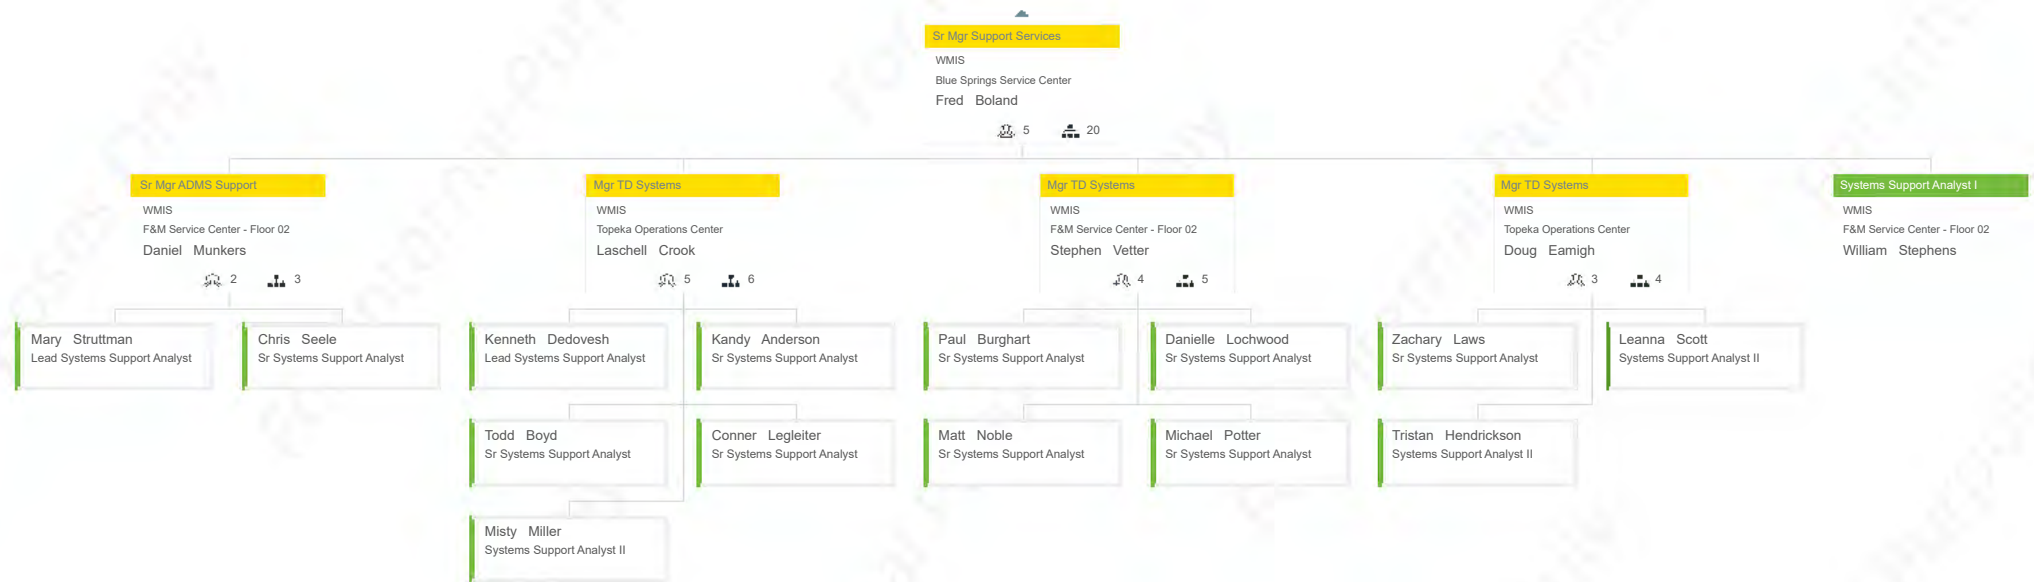 Sr Mgr Support Services
WMIS
Blue Springs Service Center
Fred Boland
5 20
Sr Mgr ADMS Support
WMIS
F&M Service Center - Floor 02
Daniel Munkers
2 3
Mgr TD Systems
WMIS
Topeka Operations Center
Laschell Crook
5 6
Mgr TD Systems
WMIS
F&M Service Center - Floor 02
Stephen Vetter
4 5
Mgr TD Systems
WMIS
Topeka Operations Center
Doug Eamigh
3 4
Systems Support Analyst I
WMIS
F&M Service Center - Floor 02
William Stephens
Mary Struttman
Lead Systems Support Analyst
Chris Seele
Sr Systems Support Analyst
Kenneth Dedovesh
Lead Systems Support Analyst
Kandy Anderson
Sr Systems Support Analyst
Todd Boyd
Sr Systems Support Analyst
Conner Legleiter
Sr Systems Support Analyst
Misty Miller
Systems Support Analyst II
Paul Burghart
Sr Systems Support Analyst
Danielle Lochwood
Sr Systems Support Analyst
Matt Noble
Sr Systems Support Analyst
Michael Potter
Sr Systems Support Analyst
Zachary Laws
Sr Systems Support Analyst
Leanna Scott
Systems Support Analyst II
Tristan Hendrickson
Systems Support Analyst II